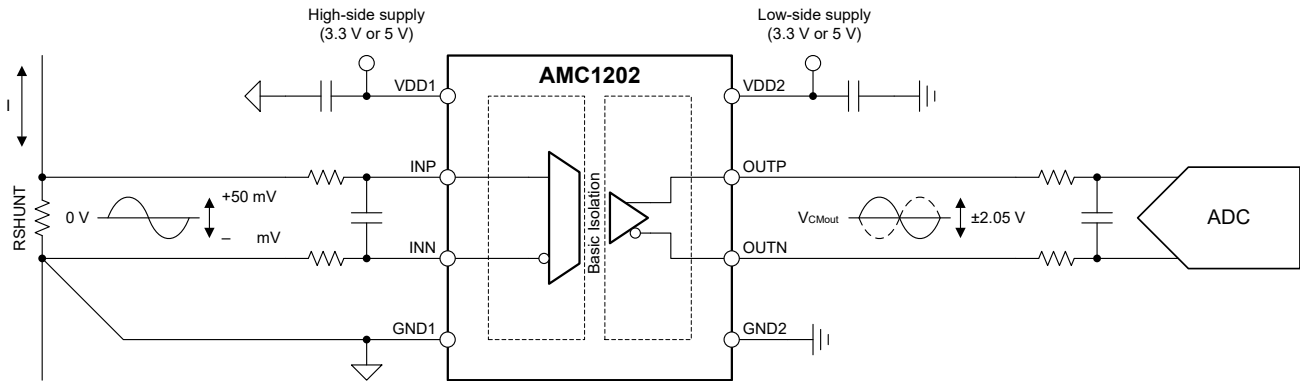 High-side supply
(3.3 V or 5 V)
Low-side supply
(3.3 V or 5 V)
AMC1202
VDD1
VDD2
I
INP
OUTP
RSHUNT
0 V
+50 mV
– mV
Basic Isolation
VCMout
±2.05 V
ADC
INN
OUTN
GND1
GND2